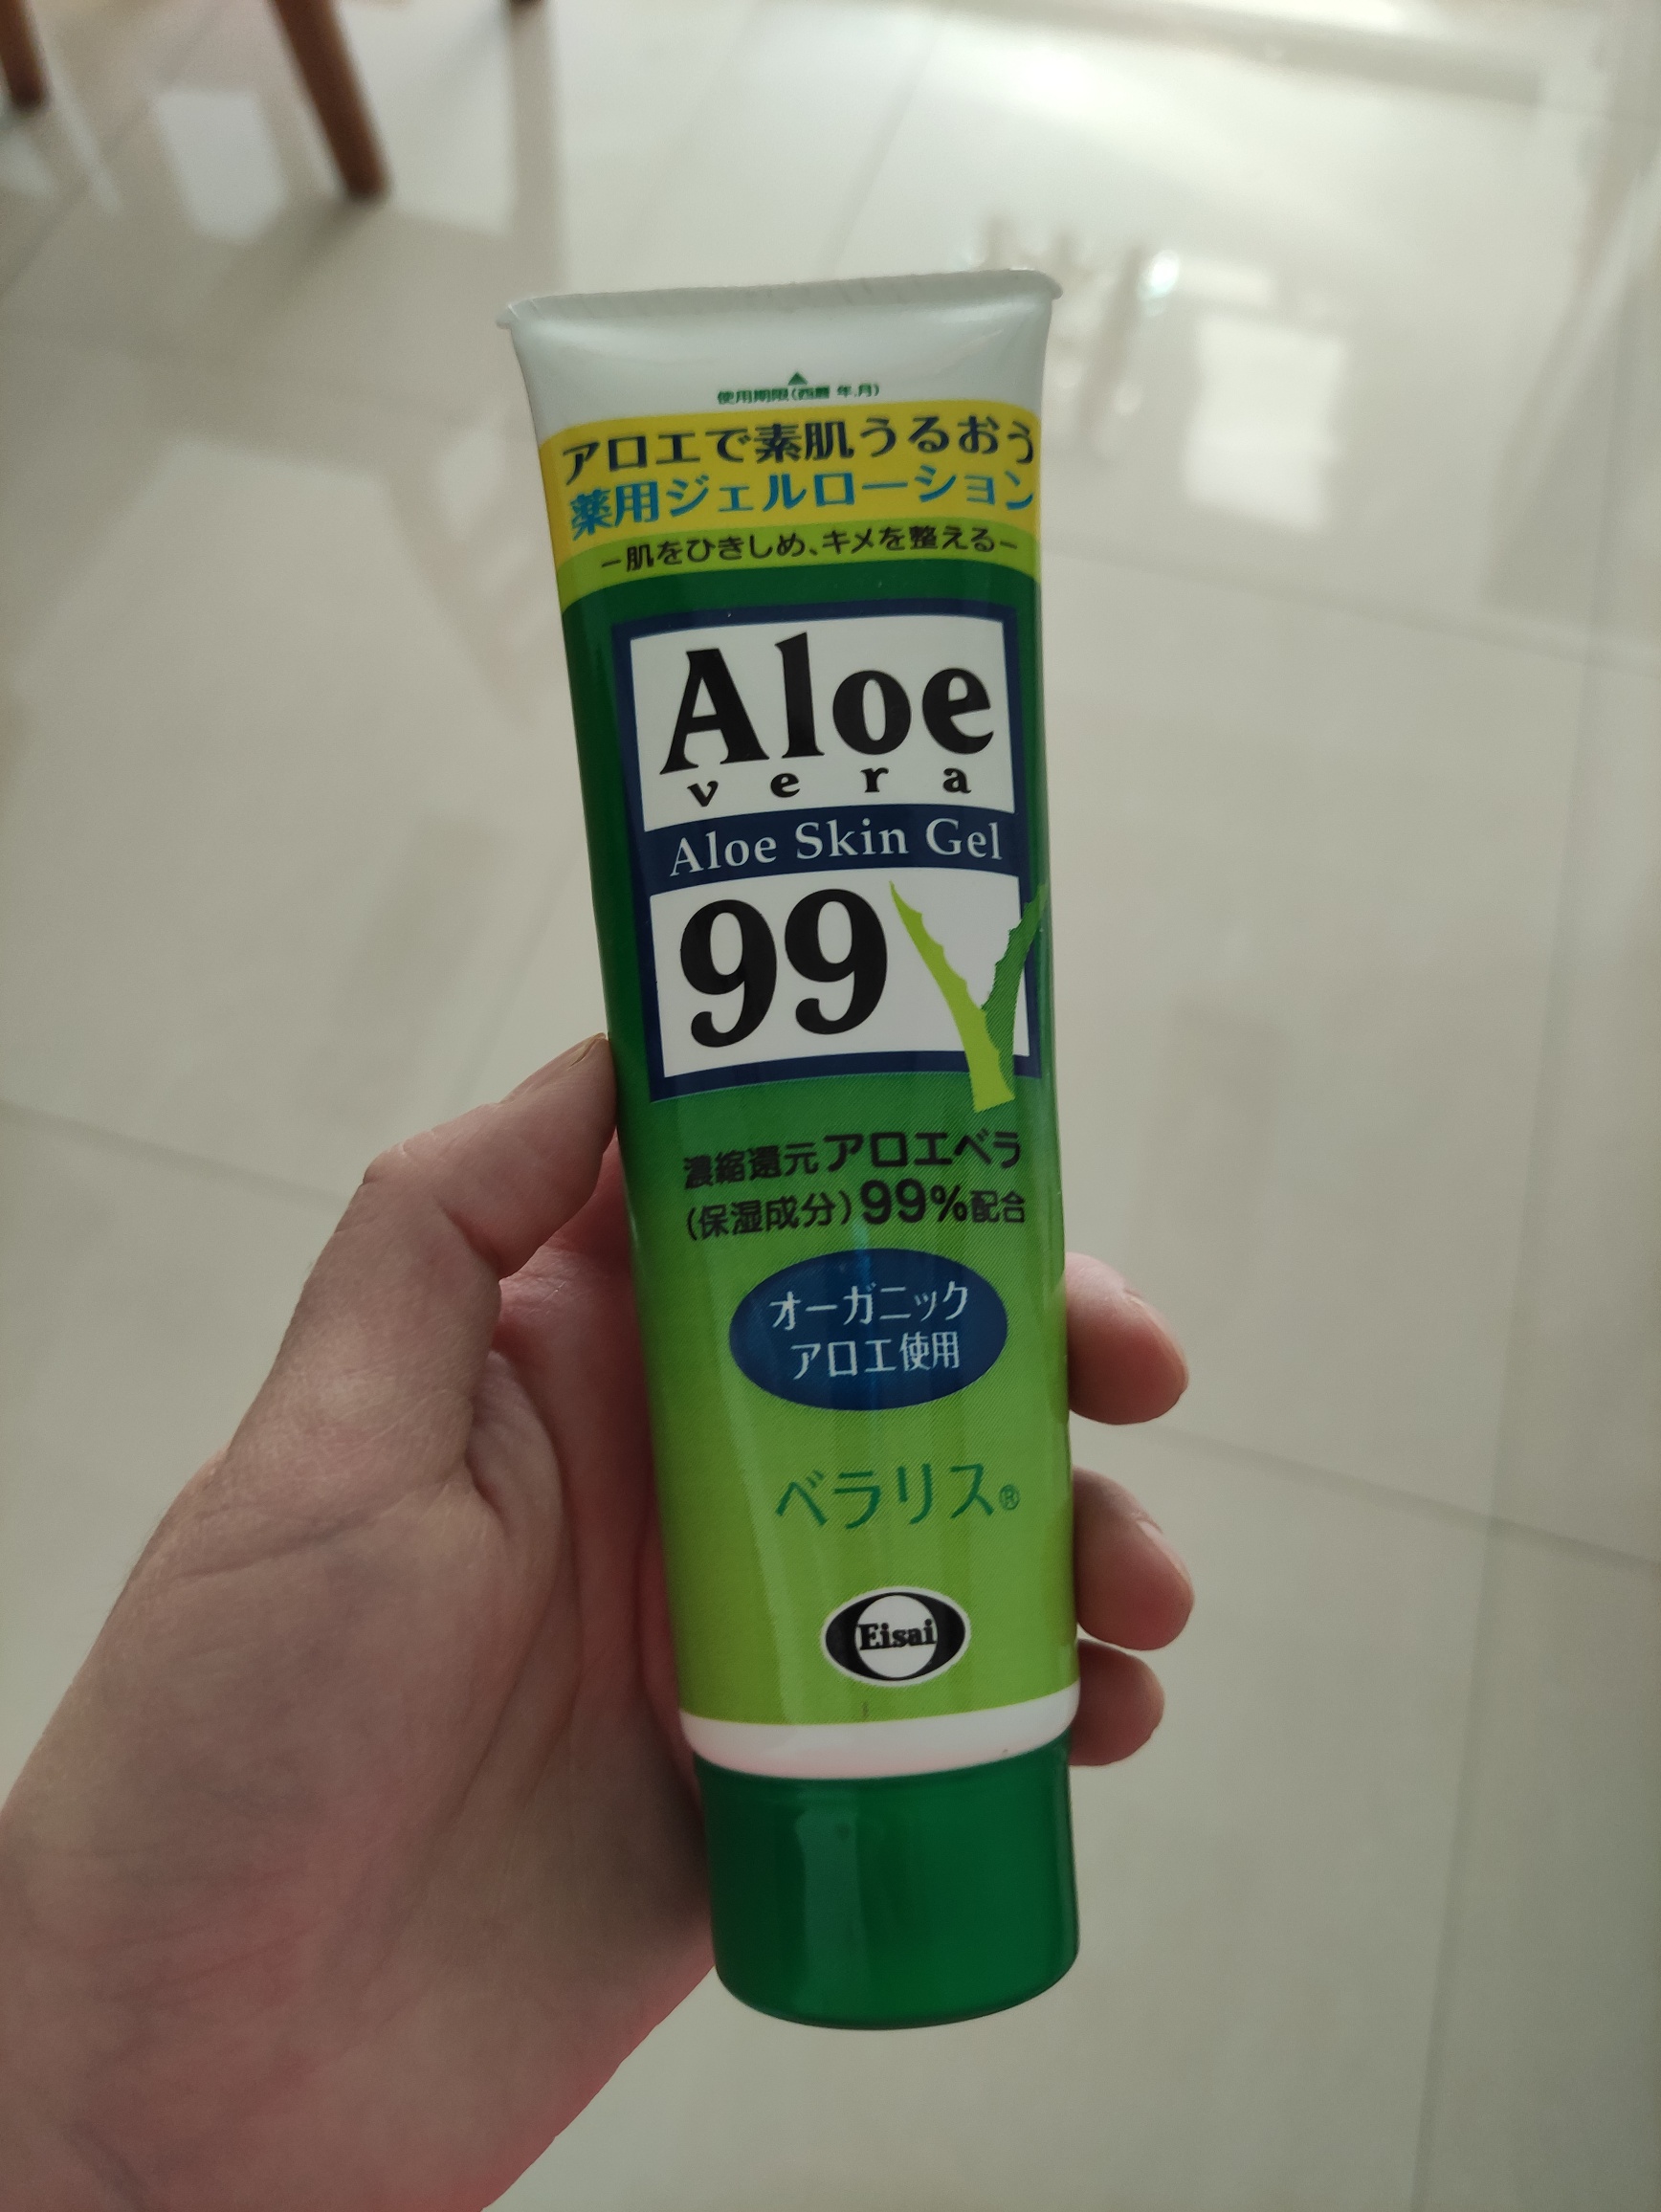 使用期限(西暦 年.月)
アロエで素肌うるおう
薬用ジェルローション
−肌をひきしめ、キメを整える−
Aloe
vera
Aloe Skin Gel
99
濃縮還元アロエベラ
(保湿成分)99%配合
オーガニック
アロエ使用
ベラリス®
Eisai